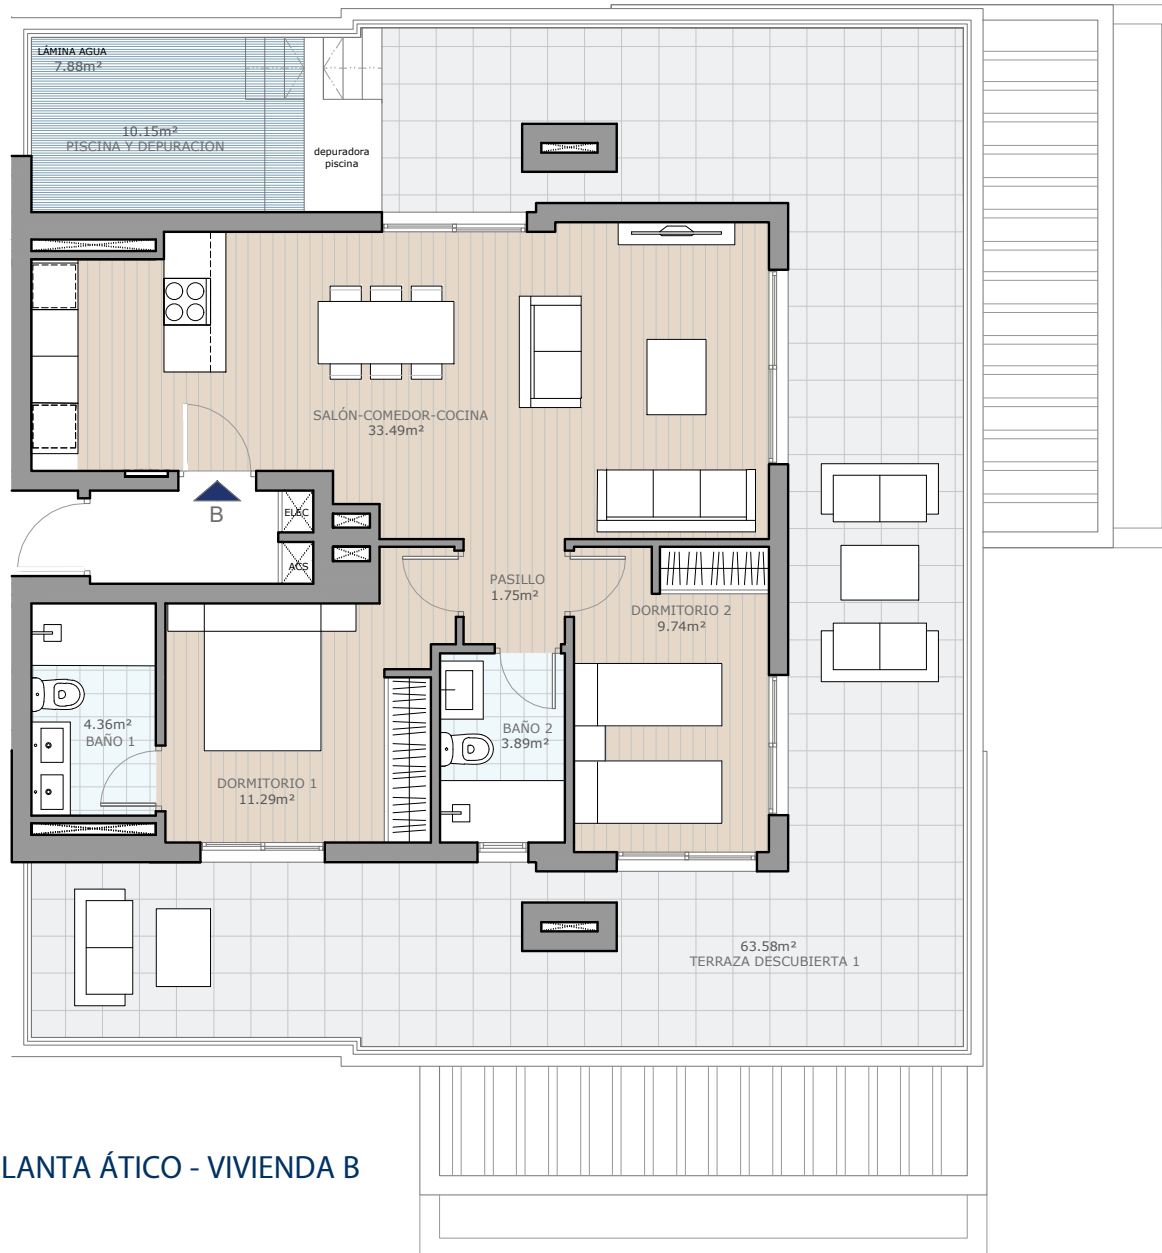 LÁMINA AGUA
7.88m²
10.15m²
PISCINA Y DEPURACION
depuradora
piscina
SALÓN-COMEDOR-COCINA
33.49m²
B
ELEC
ACS
PASILLO
1.75m²
DORMITORIO 2
9.74m²
4.36m²
BAÑO 1
BAÑO 2
3.89m²
DORMITORIO 1
11.29m²
63.58m²
TERRAZA DESCUBIERTA 1
LANTA ÁTICO - VIVIENDA B